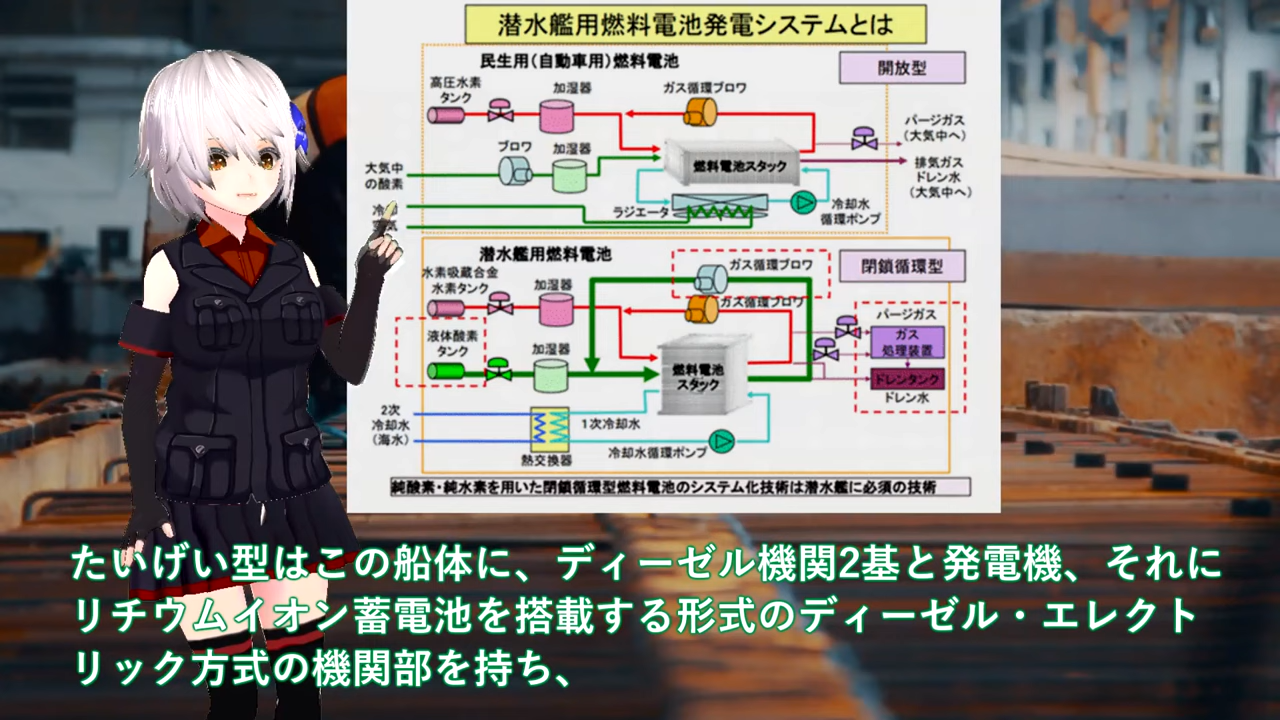 潜水艦用燃料電池発電システムとは
民生用(自動車用)燃料電池
開放型
高圧水素
タンク
加湿器
ガス循環ブロワ
パージガス
(大気中へ)
ブロワ
加湿器
大気中
の酸素
燃料電池スタック
排気ガス
ドレン水
(大気中へ)
ラジエータ
冷却水
循環ポンプ
潜水艦用燃料電池
閉鎖循環型
水素吸蔵合金
水素タンク
加湿器
ガス循環ブロワ
ガス循環ブロワ
パージガス
ガス
処理装置
液体酸素
タンク
加湿器
燃料電池
スタック
ドレンタンク
ドレン水
2次
冷却水
(海水)
1次冷却水
熱交換器
冷却水循環ポンプ
純酸素・純水素を用いた閉鎖循環型燃料電池のシステム化技術は潜水艦に必須の技術
たいげい型はこの船体に、ディーゼル機関2基と発電機、それに
リチウムイオン蓄電池を搭載する形式のディーゼル・エレクト
リック方式の機関部を持ち、